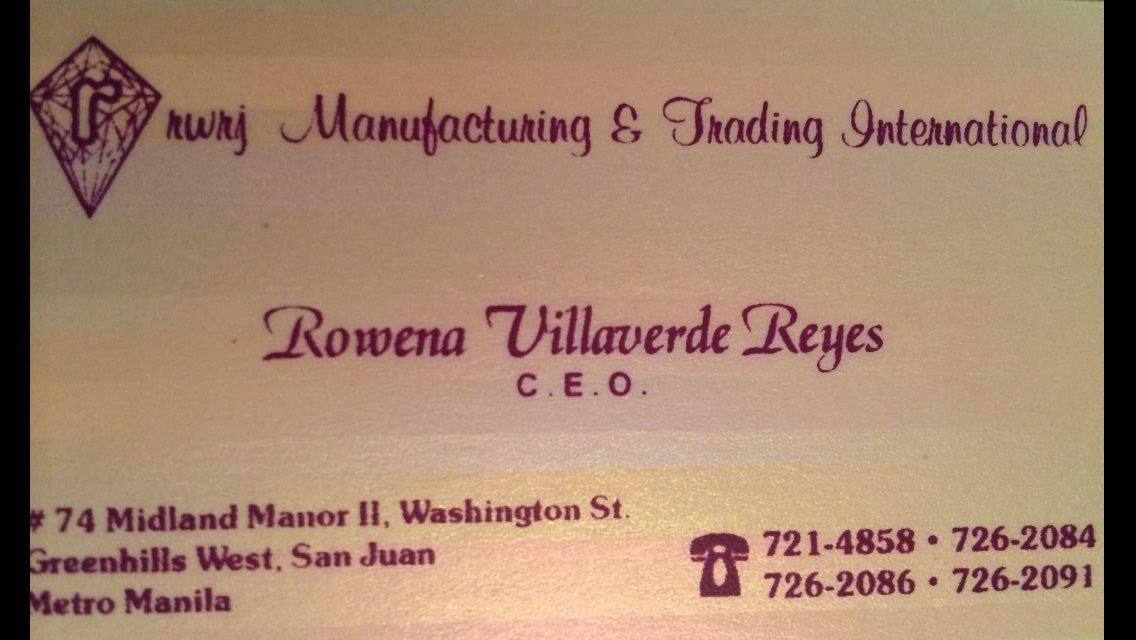 r rwrj Manufacturing & Trading International
Rowena Villaverde Reyes
C.E.O.
# 74 Midland Manor II, Washington St.
Greenhills West, San Juan
Metro Manila
721-4858 • 726-2084
726-2086 • 726-2091